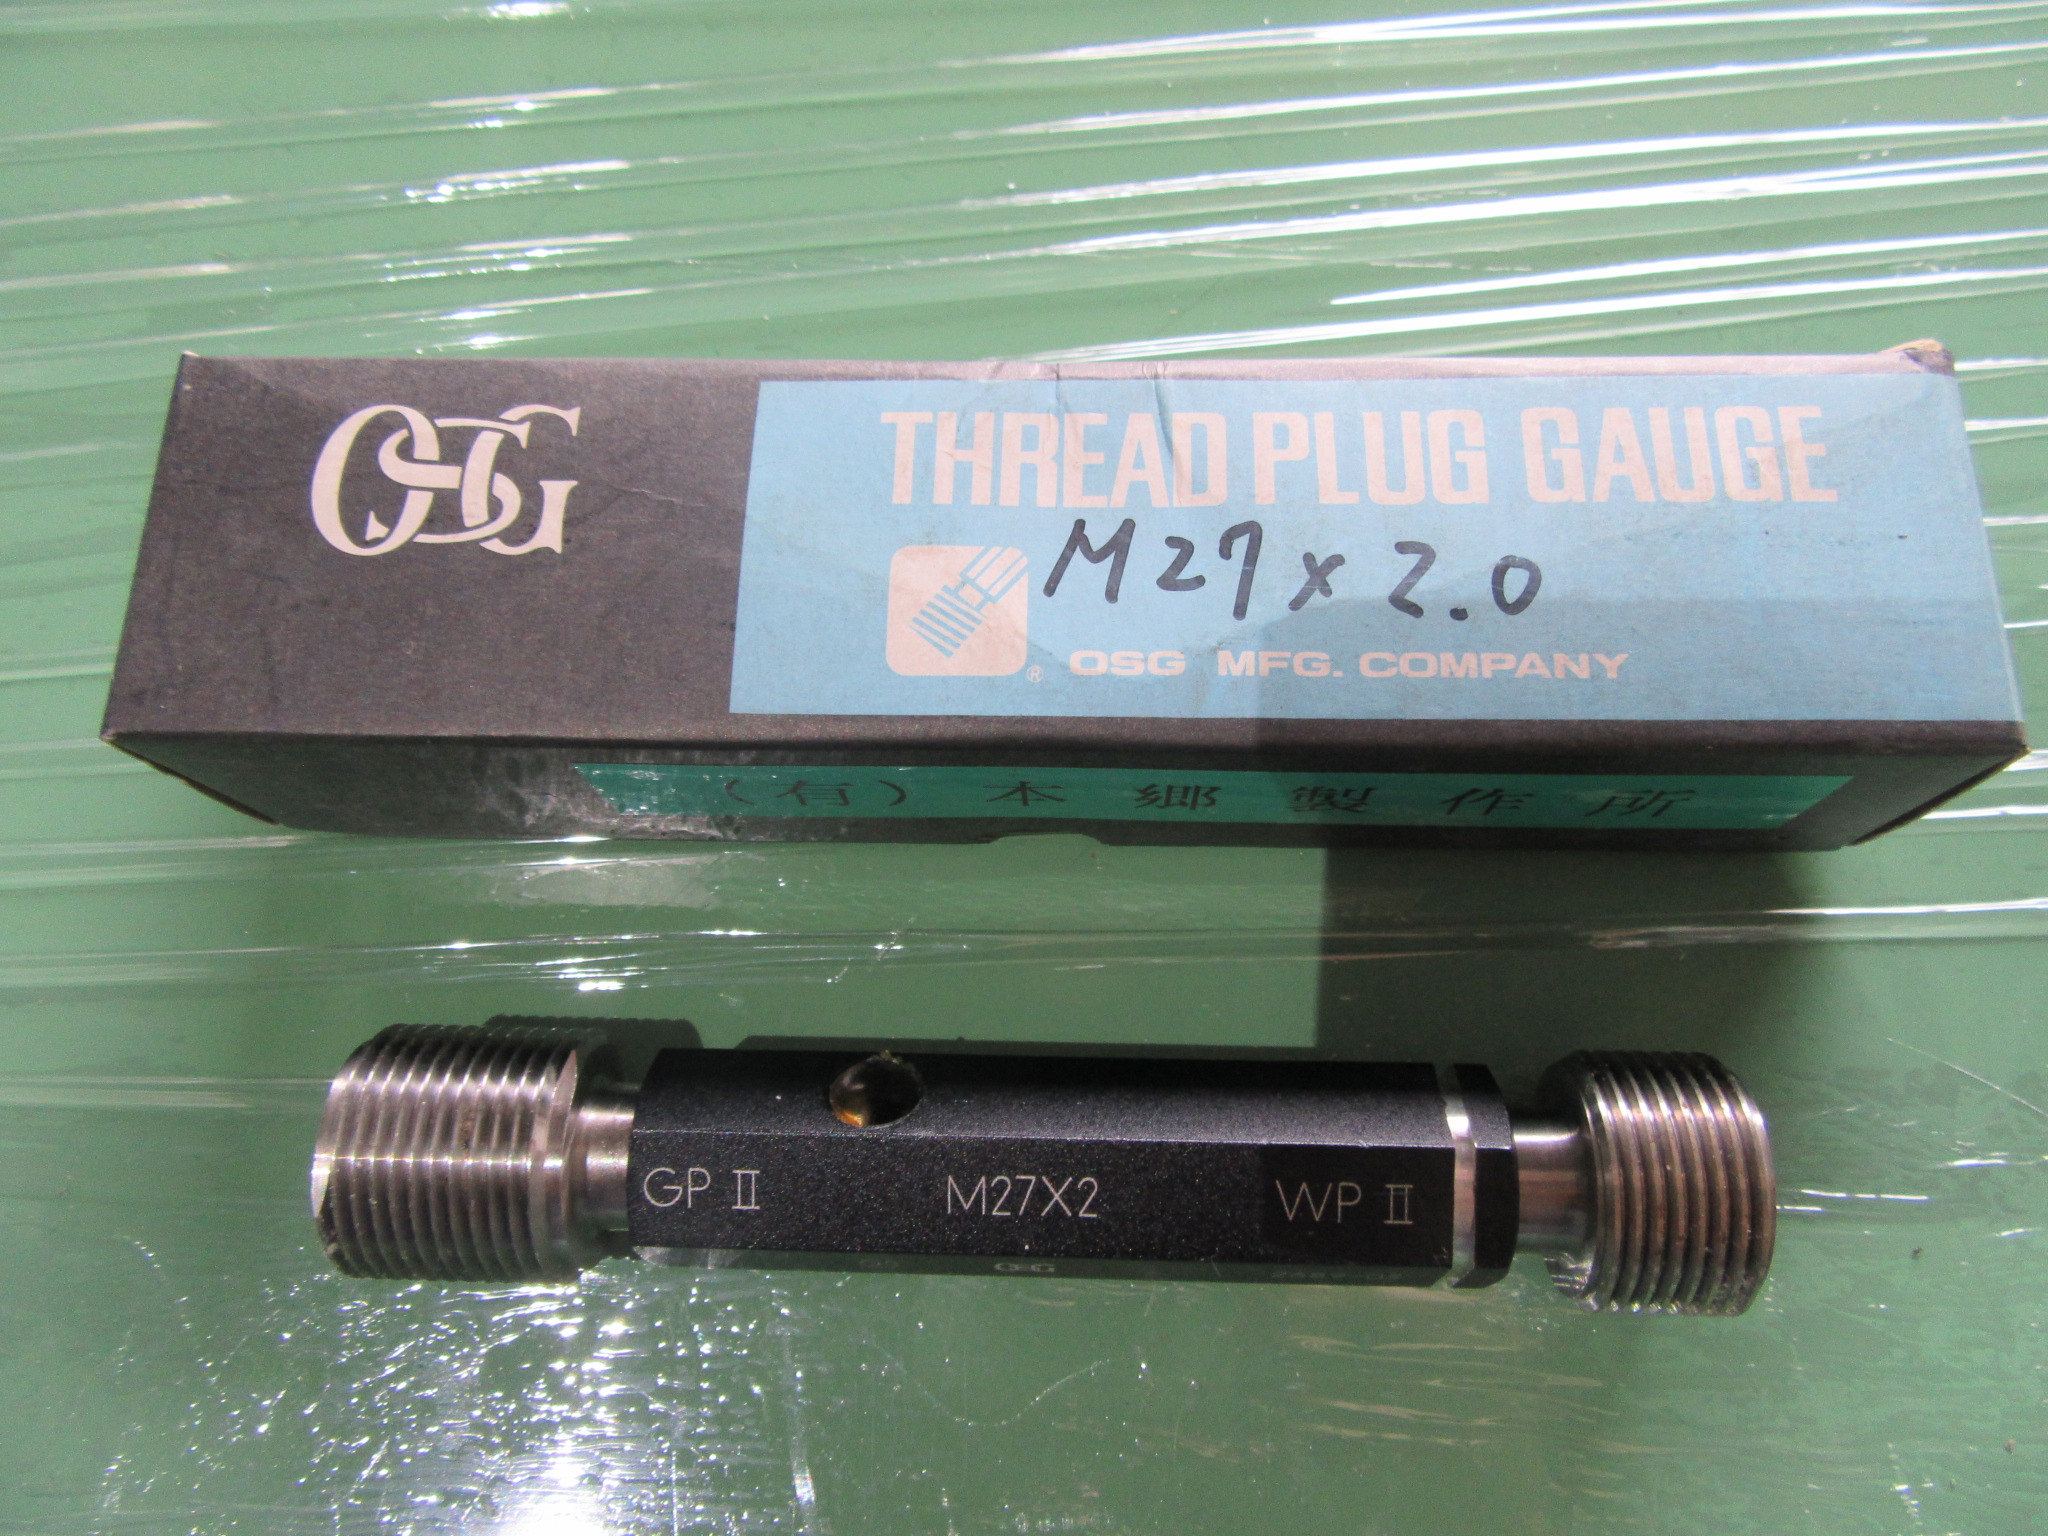 OSG
THREAD PLUG GAUGE
M27×2.0
® OSG MFG. COMPANY
(有)本郷製作所
GP II M27X2 WP II
OSG